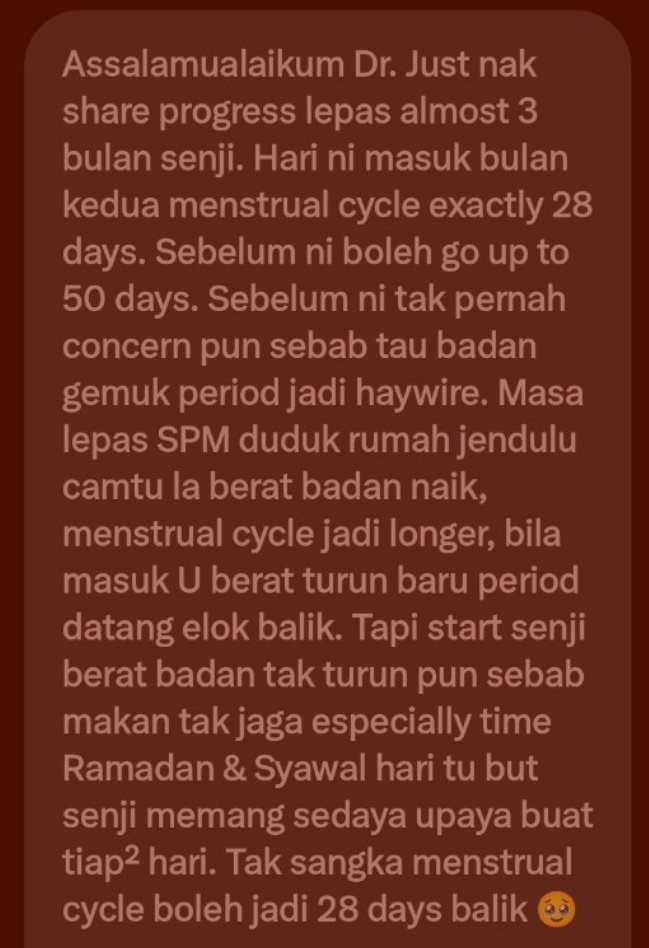 Assalamualaikum Dr. Just nak
share progress lepas almost 3
bulan senji. Hari ni masuk bulan
kedua menstrual cycle exactly 28
days. Sebelum ni boleh go up to
50 days. Sebelum ni tak pernah
concern pun sebab tau badan
gemuk period jadi haywire. Masa
lepas SPM duduk rumah jendulu
camtu la berat badan naik,
menstrual cycle jadi longer, bila
masuk U berat turun baru period
datang elok balik. Tapi start senji
berat badan tak turun pun sebab
makan tak jaga especially time
Ramadan & Syawal hari tu but
senji memang sedaya upaya buat
tiap² hari. Tak sangka menstrual
cycle boleh jadi 28 days balik 🥹